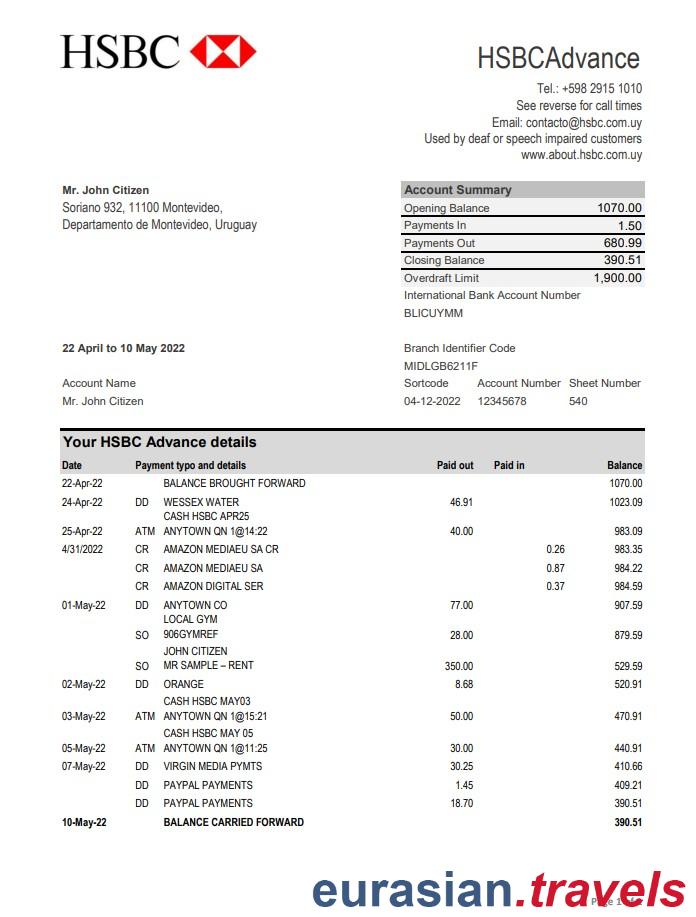 HSBC
HSBCAdvance
Tel.: +598 2915 1010
See reverse for call times
Email: contacto@hsbc.com.uy
Used by deaf or speech impaired customers
www.about.hsbc.com.uy
Mr. John Citizen
Soriano 932, 11100 Montevideo,
Departamento de Montevideo, Uruguay
Account Summary
Opening Balance 1070.00
Payments In 1.50
Payments Out 680.99
Closing Balance 390.51
Overdraft Limit 1,900.00
International Bank Account Number
BLICUYMM
22 April to 10 May 2022
Branch Identifier Code
MIDLGB6211F
Account Name
Sortcode Account Number Sheet Number
Mr. John Citizen
04-12-2022 12345678 540
Your HSBC Advance details
Date Payment typo and details Paid out Paid in Balance
22-Apr-22 BALANCE BROUGHT FORWARD 1070.00
24-Apr-22 DD WESSEX WATER 46.91 1023.09
CASH HSBC APR25
25-Apr-22 ATM ANYTOWN QN 1@14:22 40.00 983.09
4/31/2022 CR AMAZON MEDIAEU SA CR 0.26 983.35
CR AMAZON MEDIAEU SA 0.87 984.22
CR AMAZON DIGITAL SER 0.37 984.59
01-May-22 DD ANYTOWN CO 77.00 907.59
LOCAL GYM
SO 906GYMREF 28.00 879.59
JOHN CITIZEN
SO MR SAMPLE – RENT 350.00 529.59
02-May-22 DD ORANGE 8.68 520.91
CASH HSBC MAY03
03-May-22 ATM ANYTOWN QN 1@15:21 50.00 470.91
CASH HSBC MAY 05
05-May-22 ATM ANYTOWN QN 1@11:25 30.00 440.91
07-May-22 DD VIRGIN MEDIA PYMTS 30.25 410.66
DD PAYPAL PAYMENTS 1.45 409.21
DD PAYPAL PAYMENTS 18.70 390.51
10-May-22 BALANCE CARRIED FORWARD 390.51
eurasian.travels